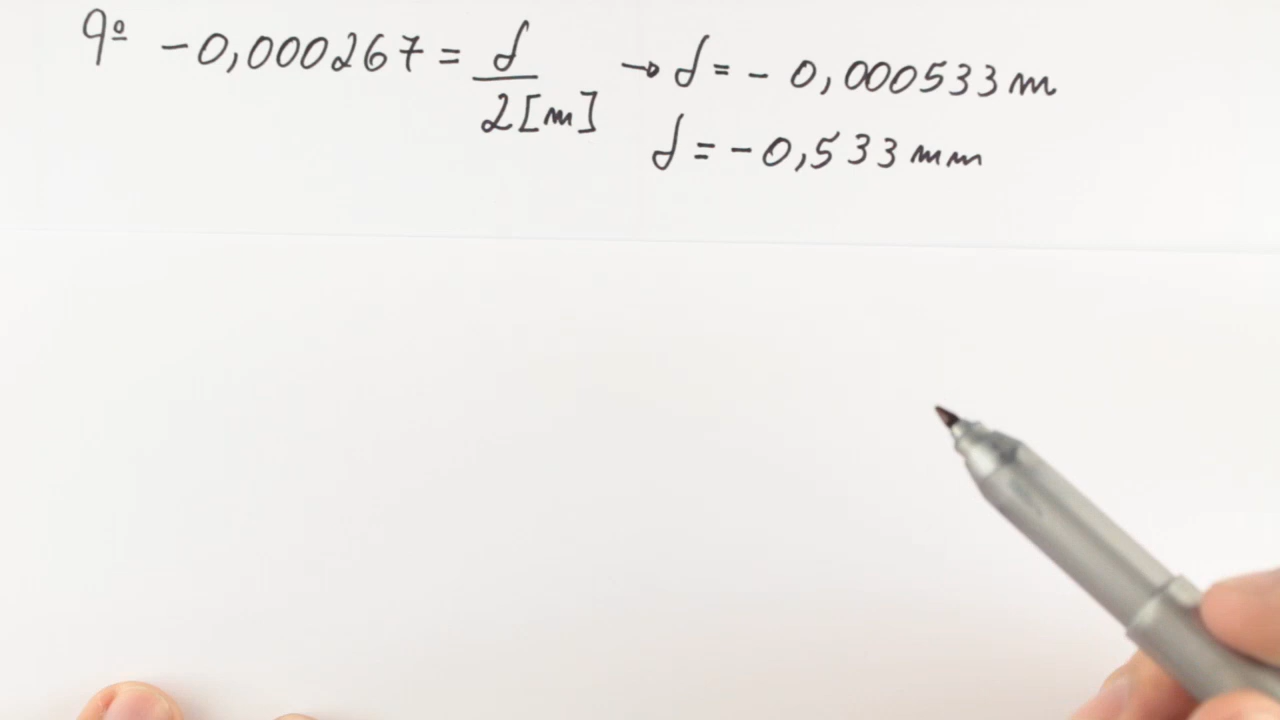 9º -0,000267 = d / 2[m] → d = - 0,000533 m
d = - 0,533 mm